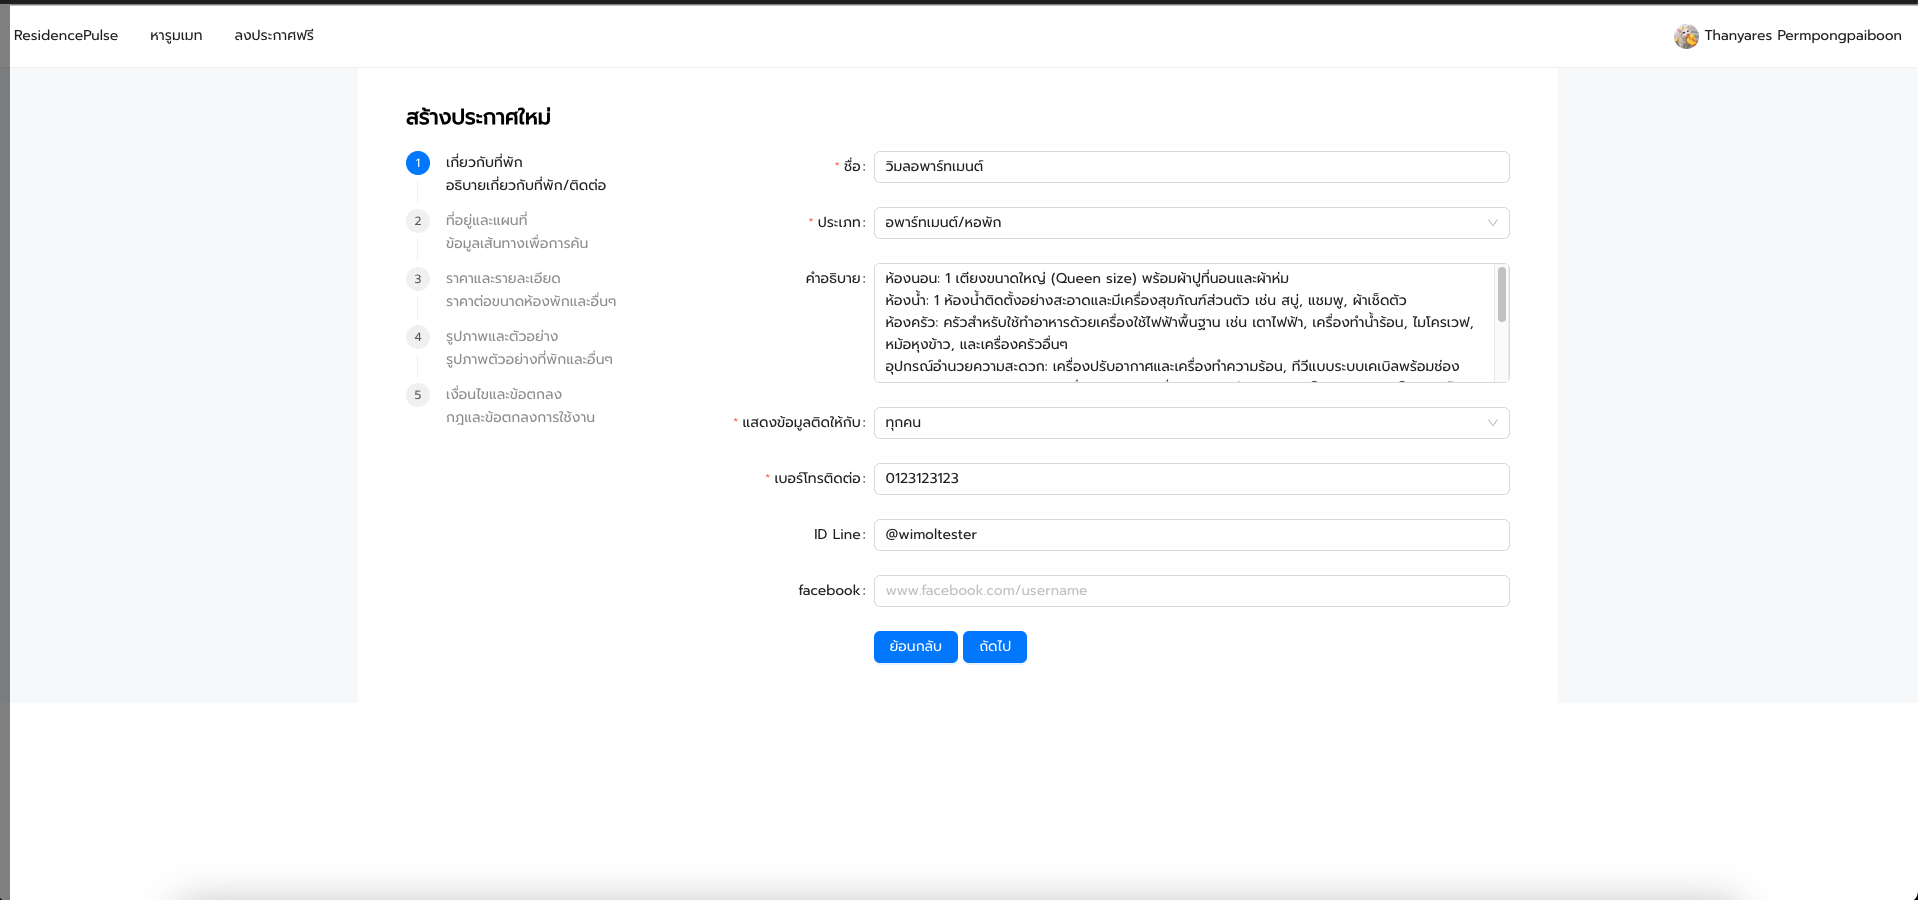 ResidencePulse หารูมเมท ลงประกาศฟรี Thanyares Permpongpaiboon
สร้างประกาศใหม่
1 เกี่ยวกับที่พัก
อธิบายเกี่ยวกับที่พัก/ติดต่อ
2 ที่อยู่และแผนที่
ข้อมูลเส้นทางเพื่อการค้น
3 ราคาและรายละเอียด
ราคาต่อขนาดห้องพักและอื่นๆ
4 รูปภาพและตัวอย่าง
รูปภาพตัวอย่างที่พักและอื่นๆ
5 เงื่อนไขและข้อตกลง
กฎและข้อตกลงการใช้งาน
* ชื่อ: วิมลอพาร์ทเมนต์
* ประเภท: อพาร์ทเมนต์/หอพัก
คำอธิบาย: ห้องนอน: 1 เตียงขนาดใหญ่ (Queen size) พร้อมผ้าปูที่นอนและผ้าห่ม
ห้องน้ำ: 1 ห้องน้ำติดตั้งอย่างสะอาดและมีเครื่องสุขภัณฑ์ส่วนตัว เช่น สบู่, แชมพู, ผ้าเช็ดตัว
ห้องครัว: ครัวสำหรับใช้ทำอาหารด้วยเครื่องใช้ไฟฟ้าพื้นฐาน เช่น เตาไฟฟ้า, เครื่องทำน้ำร้อน, ไมโครเวฟ,
หม้อหุงข้าว, และเครื่องครัวอื่นๆ
อุปกรณ์อำนวยความสะดวก: เครื่องปรับอากาศและเครื่องทำความร้อน, ทีวีแบบระบบเคเบิลพร้อมช่อง
* แสดงข้อมูลติดให้กับ: ทุกคน
* เบอร์โทรติดต่อ: 0123123123
ID Line: @wimoltester
facebook: www.facebook.com/username
ย้อนกลับ ถัดไป